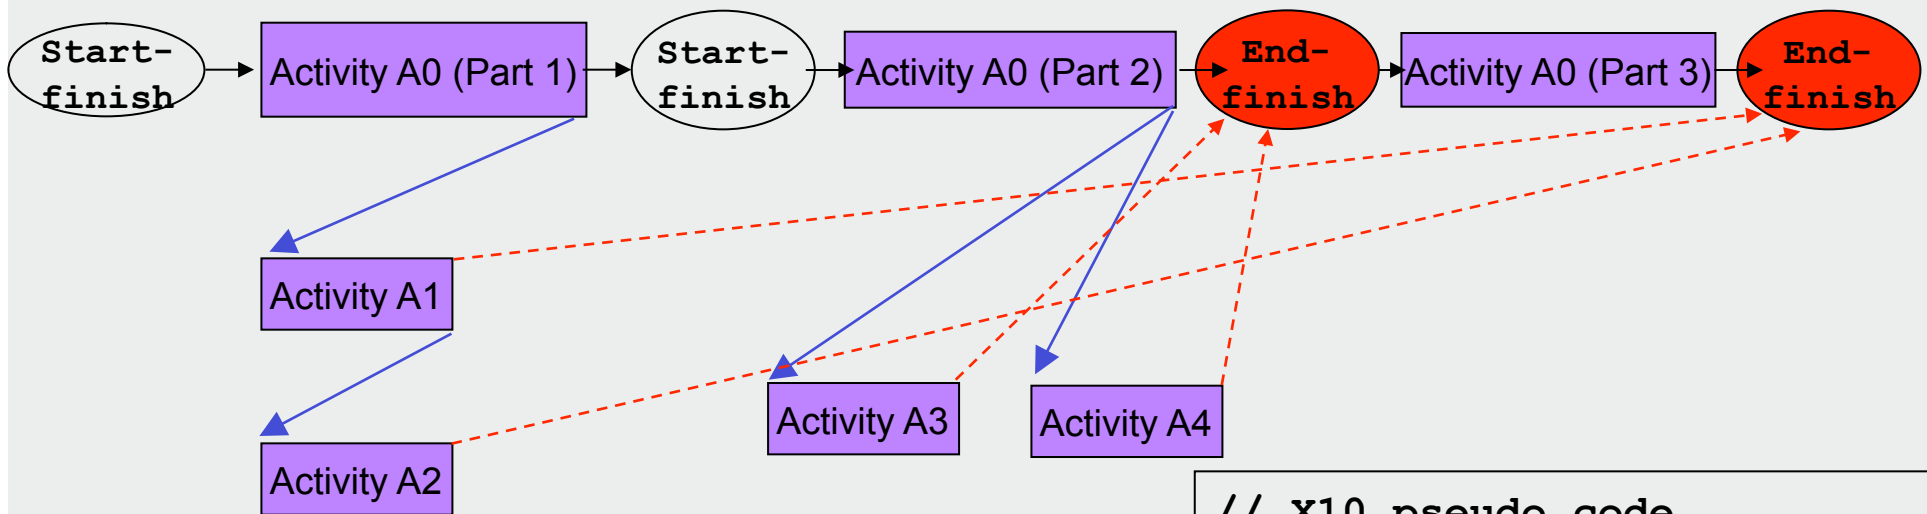 Start-
finish
Activity A0 (Part 1)
Start-
finish
Activity A0 (Part 2)
End-
finish
Activity A0 (Part 3)
End-
finish
Activity A1
Activity A3
Activity A4
Activity A2
// X10 pseudo code